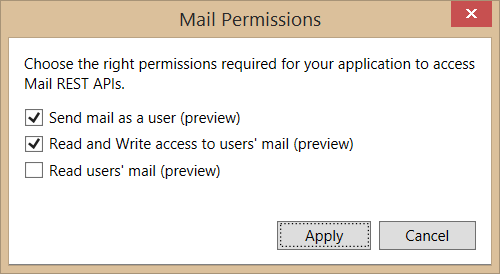 Mail Permissions
Choose the right permissions required for your application to access
Mail REST APIs.
Send mail as a user (preview)
Read and Write access to users' mail (preview)
Read users' mail (preview)
Apply
Cancel